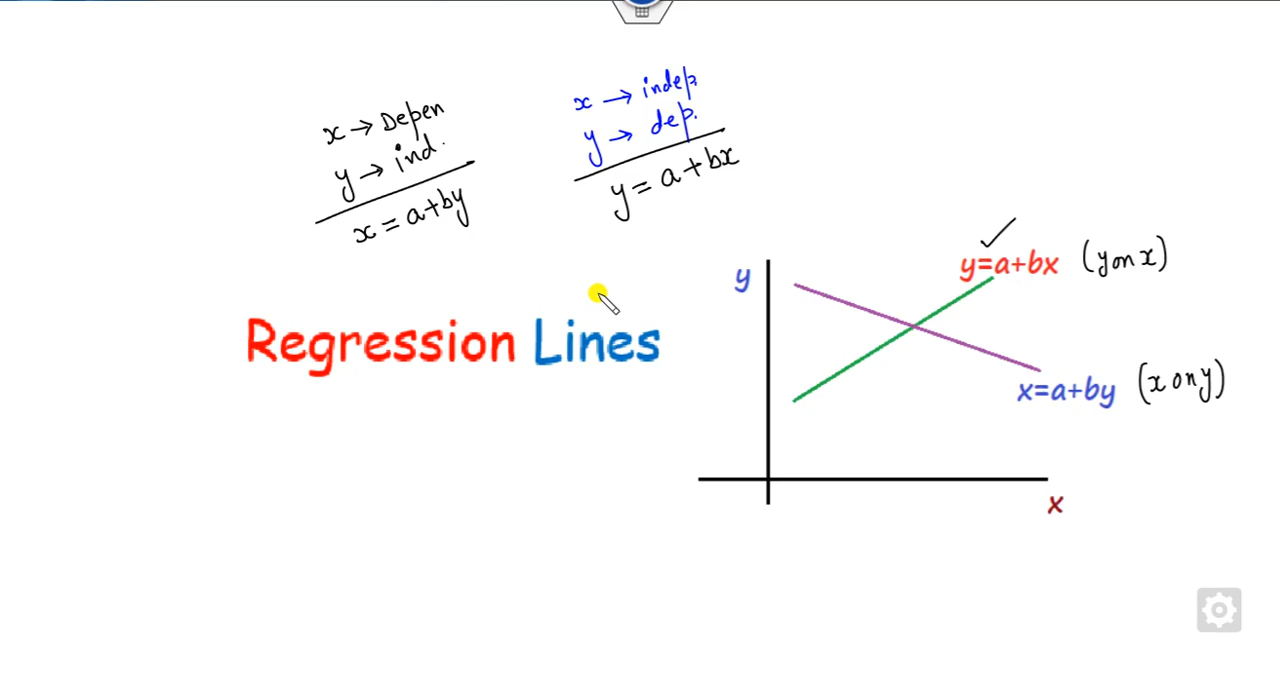 x → Depen
y → ind.
x = a+by
x → indep.
y → dep.
y = a+bx
Regression Lines
y
y=a+bx (y on x)
x=a+by (x on y)
x